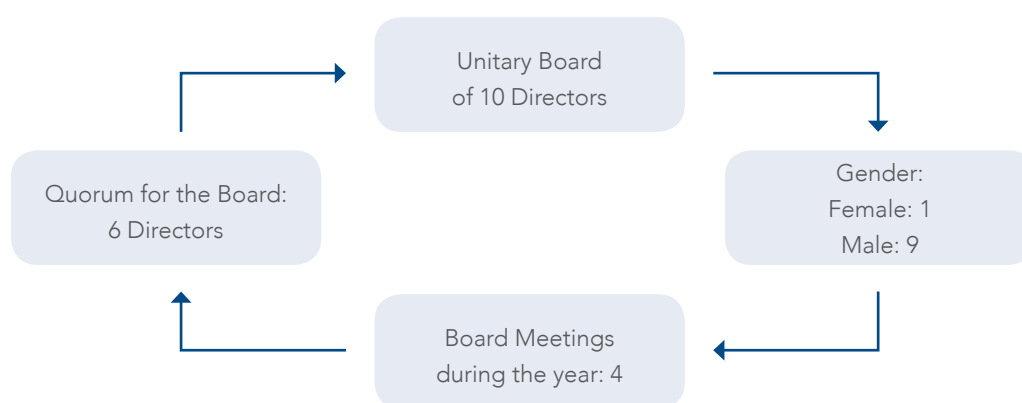 Unitary Board
of 10 Directors
Gender:
Female: 1
Male: 9
Board Meetings
during the year: 4
Quorum for the Board:
6 Directors